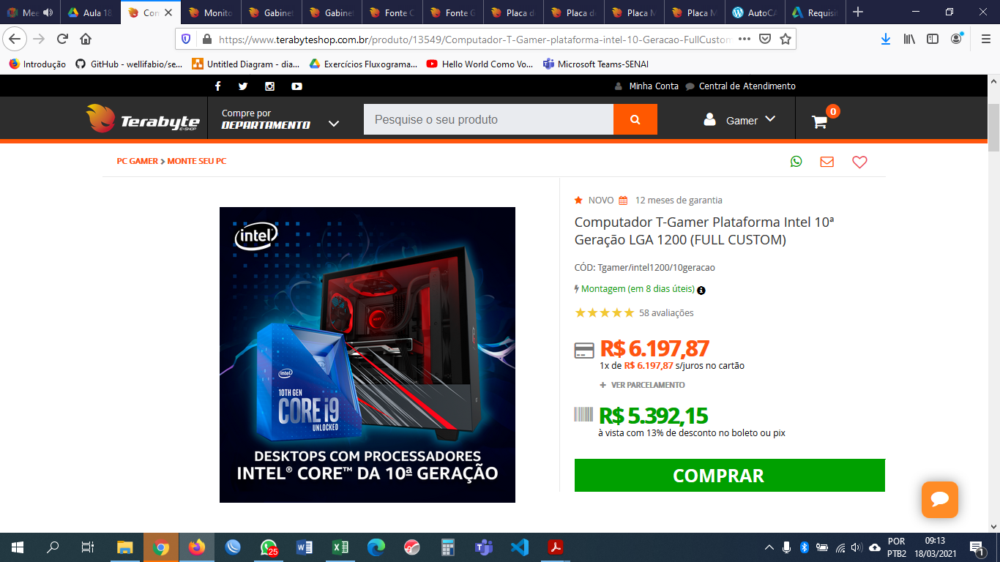 Mee
Aula 18
Con
Monito
Gabinet
Gabinet
Fonte C
Fonte G
Placa d
Placa d
Placa M
Placa M
AutoCA
Requisit
https://www.terabyteshop.com.br/produto/13549/Computador-T-Gamer-plataforma-intel-10-Geracao-FullCustom
Introdução
GitHub - wellifabio/se...
Untitled Diagram - dia...
Exercícios Fluxograma...
Hello World Como Vo...
Microsoft Teams-SENAI
Minha Conta
Central de Atendimento
Terabyte
E-SHOP
Compre por
DEPARTAMENTO
Pesquise o seu produto
Gamer
0
PC GAMER > MONTE SEU PC
NOVO
12 meses de garantia
Computador T-Gamer Plataforma Intel 10ª
Geração LGA 1200 (FULL CUSTOM)
CÓD: Tgamer/intel1200/10geracao
Montagem (em 8 dias úteis)
58 avaliações
R$ 6.197,87
1x de R$ 6.197,87 s/juros no cartão
+ VER PARCELAMENTO
R$ 5.392,15
à vista com 13% de desconto no boleto ou pix
COMPRAR
intel
intel
10TH GEN
CORE i9
UNLOCKED
DESKTOPS COM PROCESSADORES
INTEL® CORE™ DA 10ª GERAÇÃO
25
POR
PTB2
09:13
18/03/2021
1